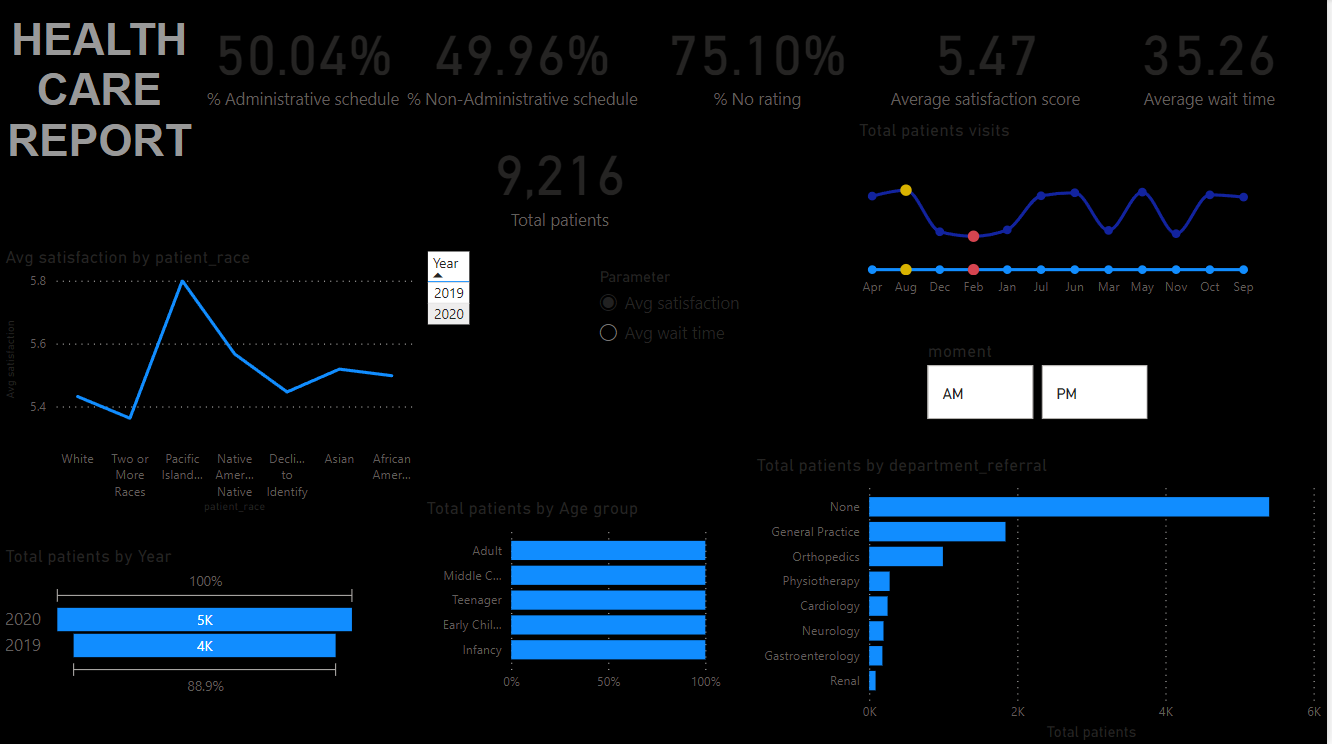 HEALTH
CARE
REPORT
50.04%
% Administrative schedule
49.96%
% Non-Administrative schedule
75.10%
% No rating
5.47
Average satisfaction score
35.26
Average wait time
9,216
Total patients
Total patients visits
Apr Aug Dec Feb Jan Jul Jun Mar May Nov Oct Sep
Avg satisfaction by patient_race
Avg satisfaction
5.8
5.6
5.4
White
Two or
More
Races
Pacific
Island...
Native
Amer...
Native
Decli...
to
Identify
Asian
African
Amer...
patient_race
Year
2019
2020
Parameter
Avg satisfaction
Avg wait time
moment
AM
PM
Total patients by Year
100%
2020 5K
2019 4K
88.9%
Total patients by Age group
Adult
Middle C...
Teenager
Early Chil...
Infancy
0% 50% 100%
Total patients by department_referral
None
General Practice
Orthopedics
Physiotherapy
Cardiology
Neurology
Gastroenterology
Renal
0K 2K 4K 6K
Total patients